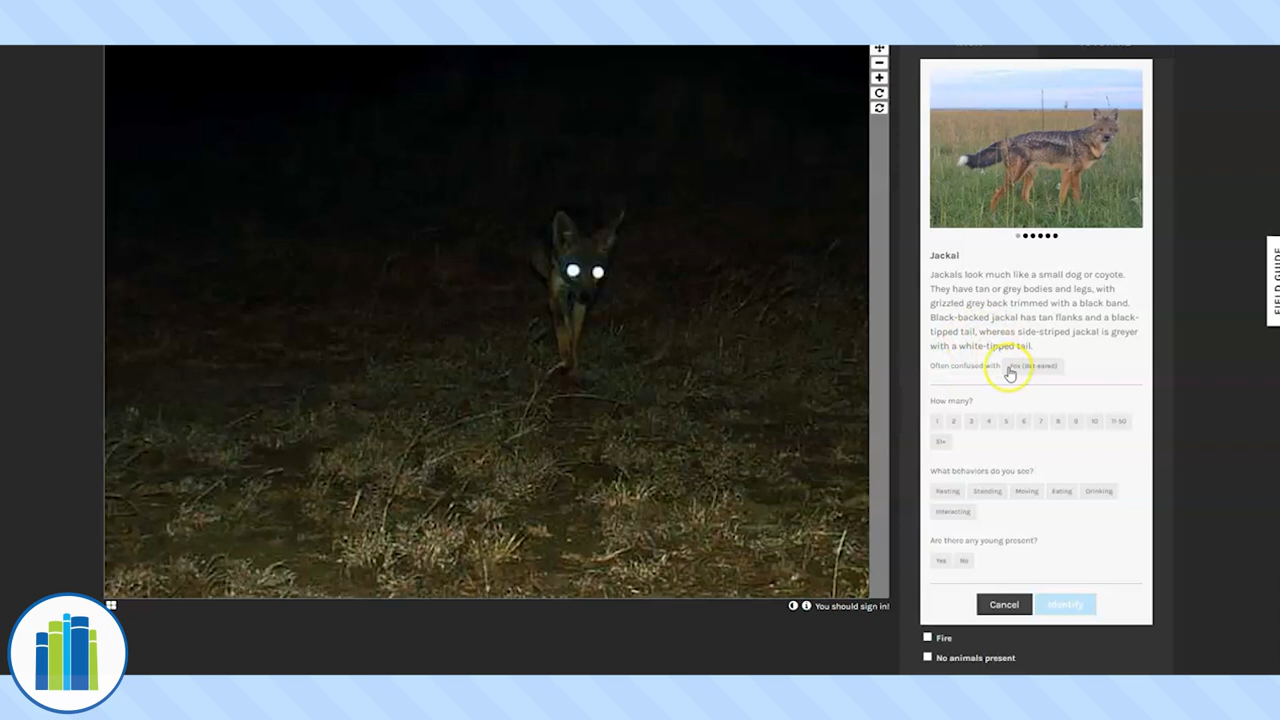 FIELD GUIDE
Jackal
Jackals look much like a small dog or coyote.
They have tan or grey bodies and legs, with
grizzled grey back trimmed with a black band.
Black-backed jackal has tan flanks and a black-
tipped tail, whereas side-striped jackal is greyer
with a white-tipped tail.
Often confused with Fox (Bat-eared)
How many?
1 2 3 4 5 6 7 8 9 10 11-50
51+
What behaviors do you see?
Resting Standing Moving Eating Drinking
Interacting
Are there any young present?
Yes No
Cancel Identify
You should sign in!
Fire
No animals present